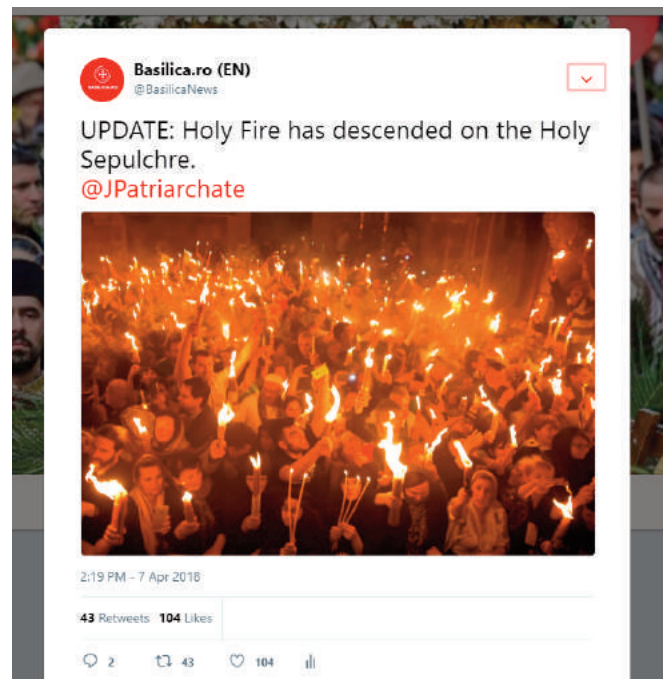 Basilica.ro (EN)
@BasilicaNews
UPDATE: Holy Fire has descended on the Holy
Sepulchre.
@JPatriarchate
2:19 PM - 7 Apr 2018
43 Retweets 104 Likes
2 43 104